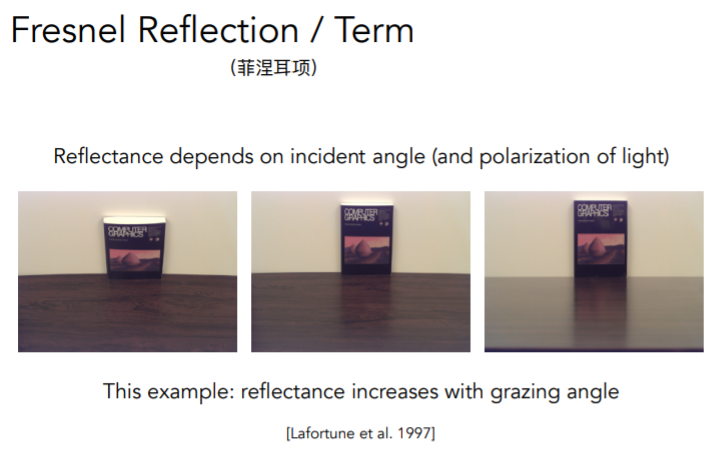 Fresnel Reflection / Term
(菲涅耳项)
Reflectance depends on incident angle (and polarization of light)
COMPUTER
GRAPHICS
COMPUTER
GRAPHICS
COMPUTER
GRAPHICS
This example: reflectance increases with grazing angle
[Lafortune et al. 1997]